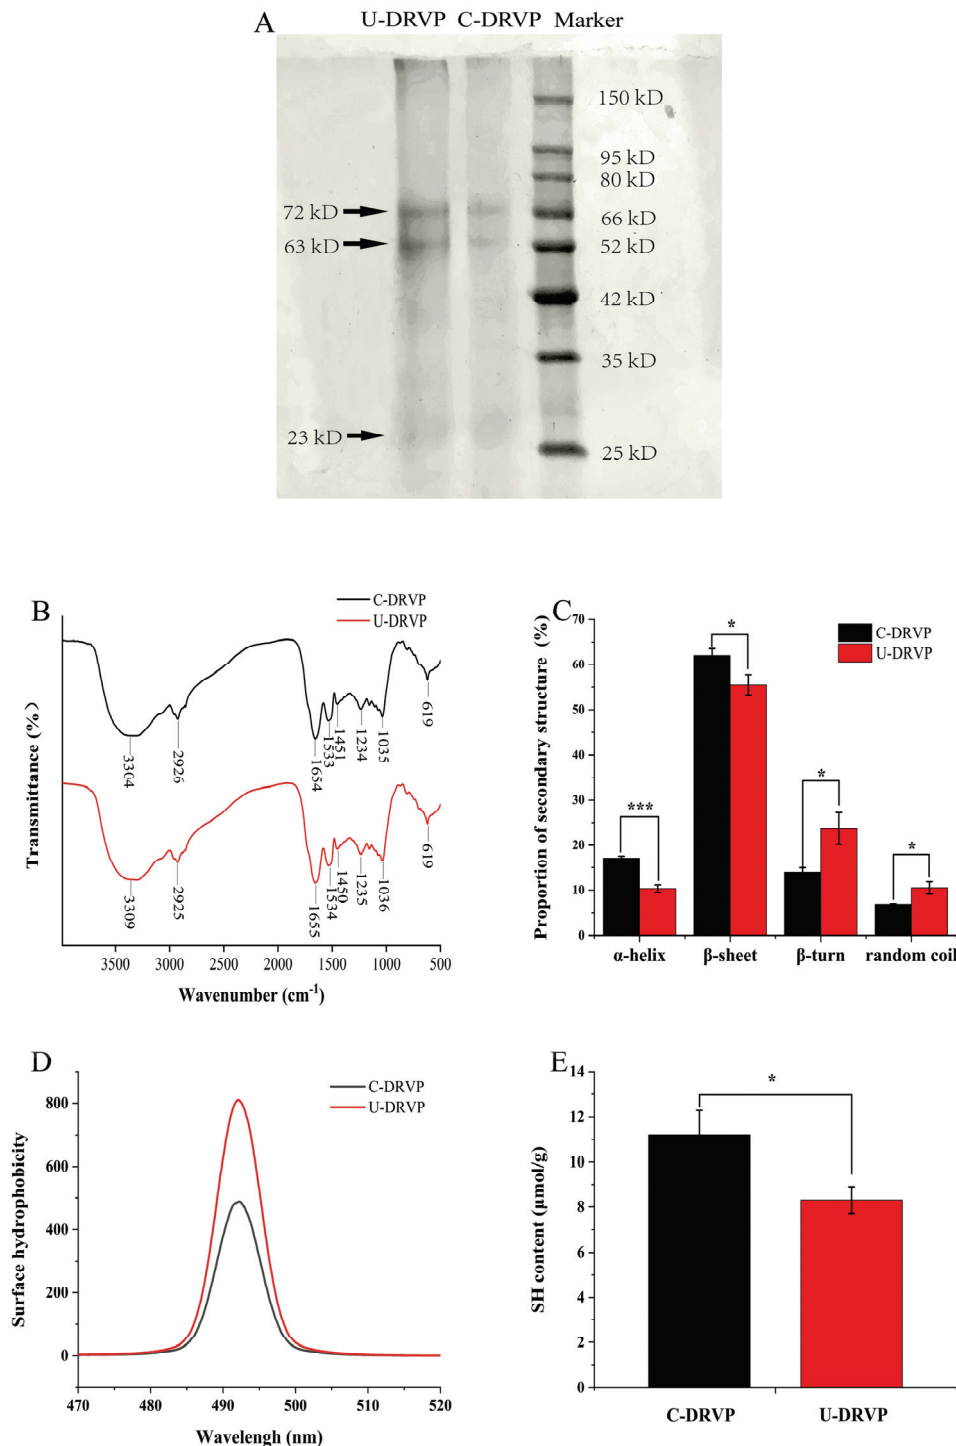 A
U-DRVP C-DRVP Marker
150 kD
95 kD
80 kD
72 kD
66 kD
63 kD
52 kD
42 kD
35 kD
23 kD
25 kD
B
C-DRVP
U-DRVP
Transmittance (%)
3304
2926
1654
1533
1451
1234
1035
619
3309
2925
1655
1534
1450
1235
1036
619
3500 3000 2500 2000 1500 1000 500
Wavenumber (cm⁻¹)
C
C-DRVP
U-DRVP
Proportion of secondary structure (%)
70
60
50
40
30
20
10
0
***
*
*
*
α-helix β-sheet β-turn random coil
D
C-DRVP
U-DRVP
Surface hydrophobicity
800
600
400
200
0
470 480 490 500 510 520
Wavelengh (nm)
E
SH content (μmol/g)
14
12
10
8
6
4
2
0
*
C-DRVP U-DRVP